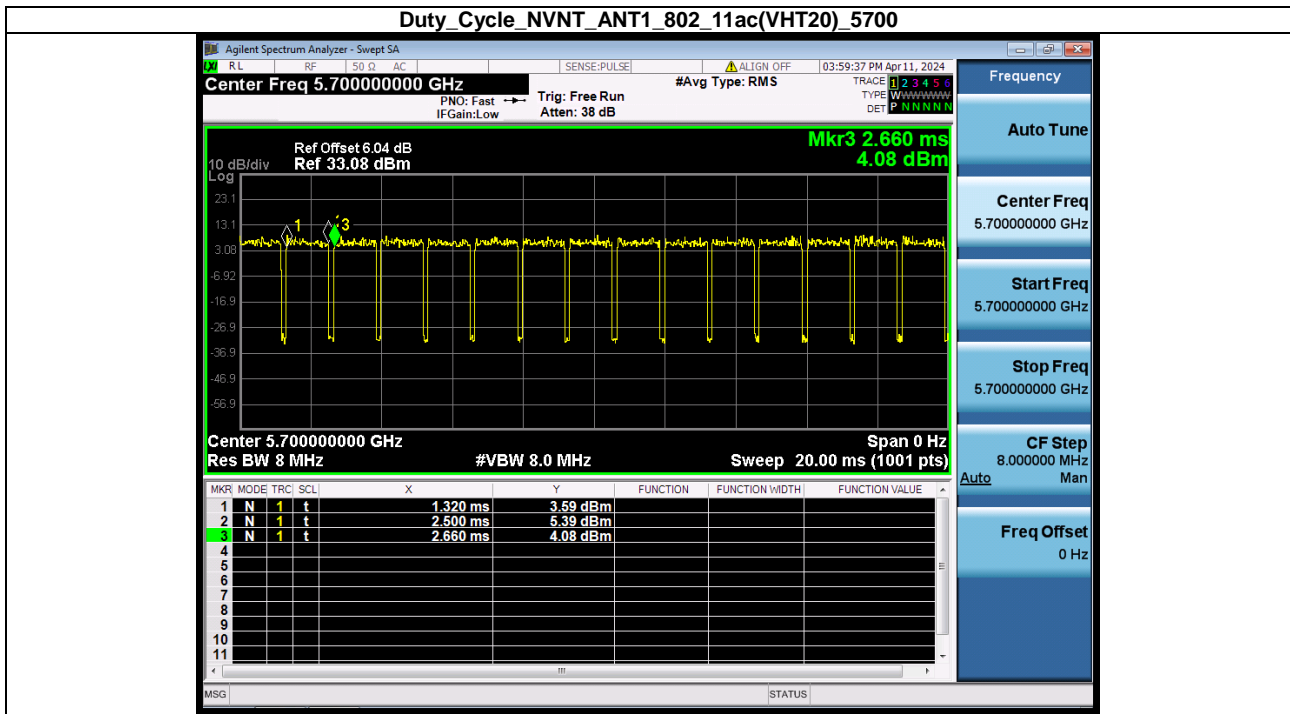 Duty_Cycle_NVNT_ANT1_802_11ac(VHT20)_5700
Agilent Spectrum Analyzer - Swept SA
LXI RL RF 50 Ω AC SENSE:PULSE ALIGN OFF 03:59:37 PM Apr 11, 2024
Center Freq 5.700000000 GHz #Avg Type: RMS TRACE 1 2 3 4 5 6
PNO: Fast Trig: Free Run TYPE WWWWWW
IFGain:Low Atten: 38 dB DET P N N N N N
Frequency
Auto Tune
Center Freq
5.700000000 GHz
Start Freq
5.700000000 GHz
Stop Freq
5.700000000 GHz
CF Step
8.000000 MHz
Auto Man
Freq Offset
0 Hz
Mkr3 2.660 ms
4.08 dBm
Ref Offset 6.04 dB
10 dB/div Ref 33.08 dBm
Log
23.1
13.1
3.08
-6.92
-16.9
-26.9
-36.9
-46.9
-56.9
1
3
Center 5.700000000 GHz Span 0 Hz
Res BW 8 MHz #VBW 8.0 MHz Sweep 20.00 ms (1001 pts)
MKR MODE TRC SCL X Y FUNCTION FUNCTION WIDTH FUNCTION VALUE
1 N 1 t 1.320 ms 3.59 dBm
2 N 1 t 2.500 ms 5.39 dBm
3 N 1 t 2.660 ms 4.08 dBm
4
5
6
7
8
9
10
11
MSG STATUS